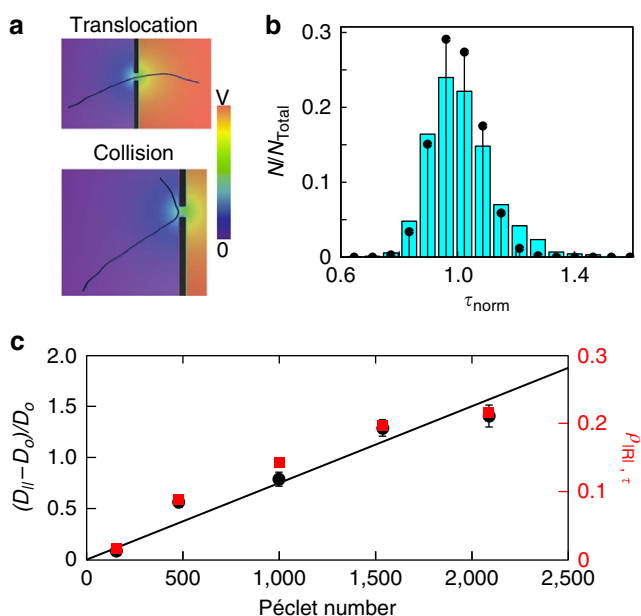 a
Translocation
V
Collision
0
b
0.3
0.2
0.1
0
N/N_Total
0.6
1.0
1.4
τ_norm
c
2.0
1.5
1.0
0.5
0
(D_II – D_o)/D_o
0.3
0.2
0.1
0
ρ_|R|, τ
0
500
1,000
1,500
2,000
2,500
Péclet number